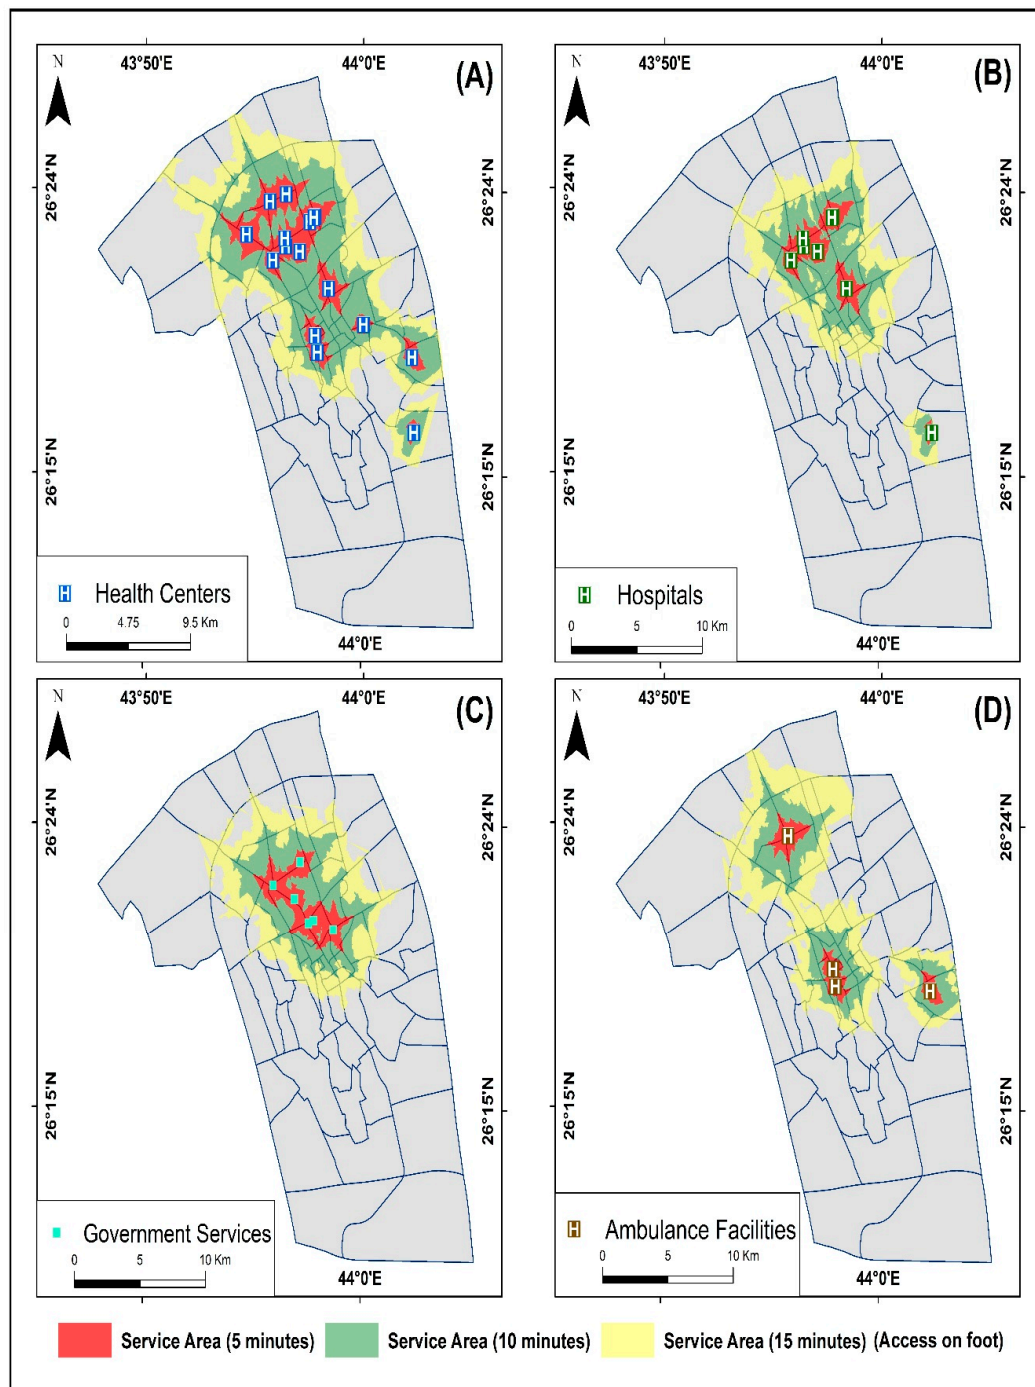 N
43°50'E
44°0'E
(A)
26°24'N
26°24'N
H
H
H
H
H
H
H
H
H
H
H
H
H
H
26°15'N
26°15'N
H Health Centers
0 4.75 9.5 Km
44°0'E
N
43°50'E
44°0'E
(B)
26°24'N
26°24'N
H
H
H
H
H
H
26°15'N
26°15'N
H Hospitals
0 5 10 Km
44°0'E
N
43°50'E
44°0'E
(C)
26°24'N
26°24'N
26°15'N
26°15'N
Government Services
0 5 10 Km
44°0'E
N
43°50'E
44°0'E
(D)
26°24'N
26°24'N
H
H
H
H
26°15'N
26°15'N
H Ambulance Facilities
0 5 10 Km
44°0'E
Service Area (5 minutes) Service Area (10 minutes) Service Area (15 minutes) (Access on foot)